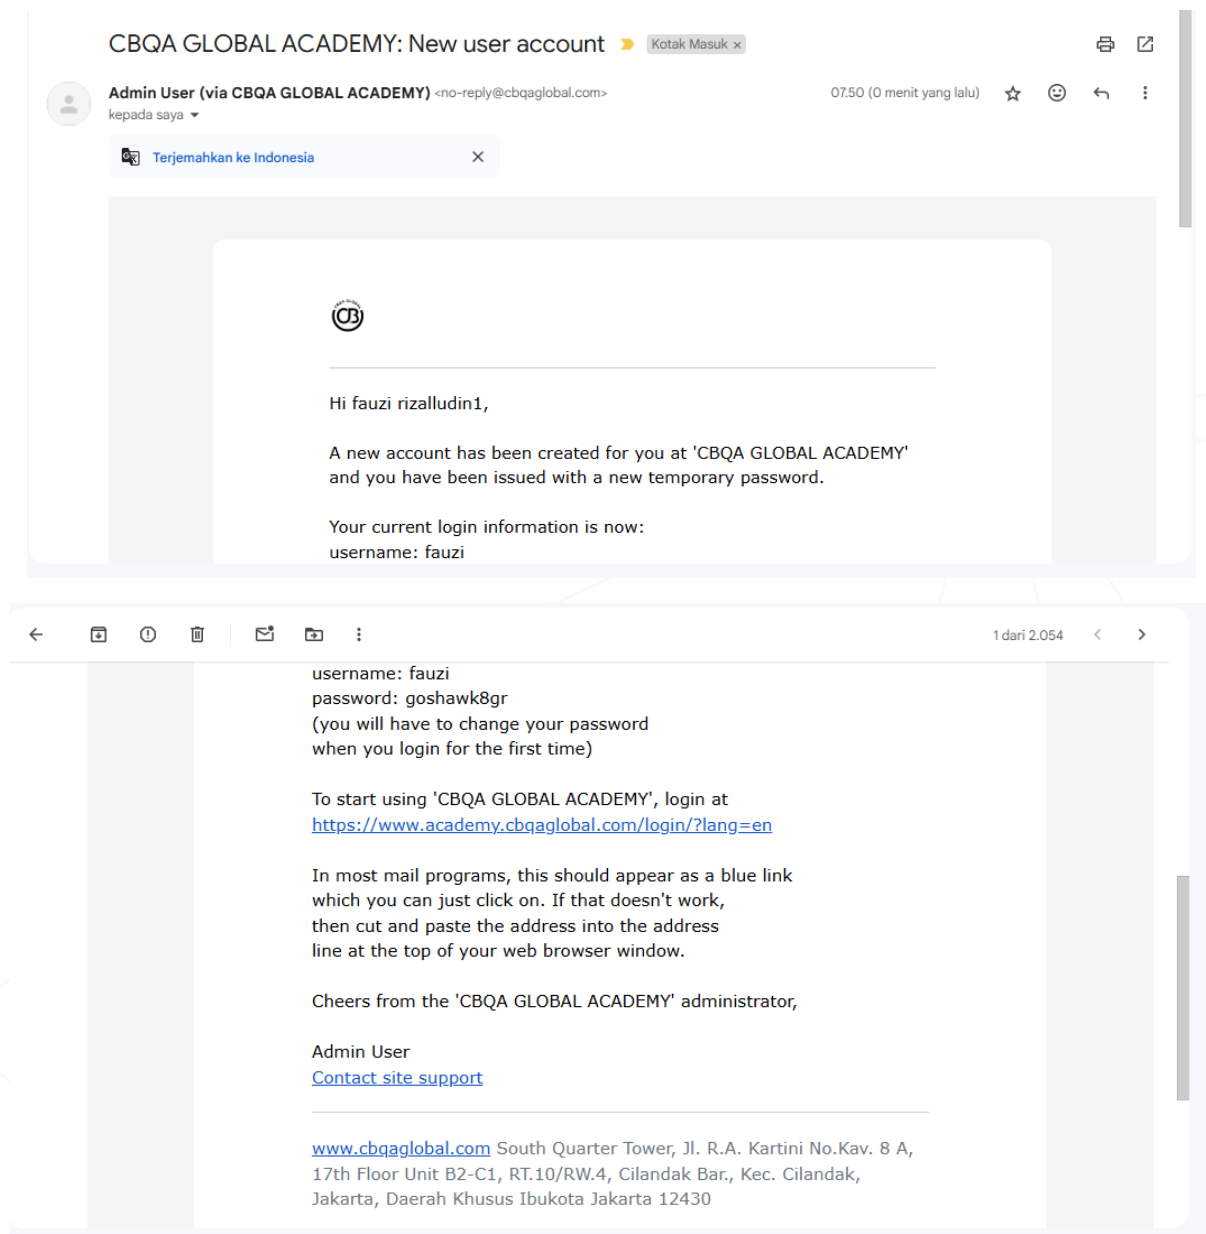 CBQA GLOBAL ACADEMY: New user account Kotak Masuk ×
Admin User (via CBQA GLOBAL ACADEMY) <no-reply@cbqaglobal.com> 07.50 (0 menit yang lalu)
kepada saya
Terjemahkan ke Indonesia
CBQA GLOBAL
CB
Hi fauzi rizalludin1,
A new account has been created for you at 'CBQA GLOBAL ACADEMY'
and you have been issued with a new temporary password.
Your current login information is now:
username: fauzi
1 dari 2.054
username: fauzi
password: goshawk8gr
(you will have to change your password
when you login for the first time)
To start using 'CBQA GLOBAL ACADEMY', login at
https://www.academy.cbqaglobal.com/login/?lang=en
In most mail programs, this should appear as a blue link
which you can just click on. If that doesn't work,
then cut and paste the address into the address
line at the top of your web browser window.
Cheers from the 'CBQA GLOBAL ACADEMY' administrator,
Admin User
Contact site support
www.cbqaglobal.com South Quarter Tower, Jl. R.A. Kartini No.Kav. 8 A,
17th Floor Unit B2-C1, RT.10/RW.4, Cilandak Bar., Kec. Cilandak,
Jakarta, Daerah Khusus Ibukota Jakarta 12430